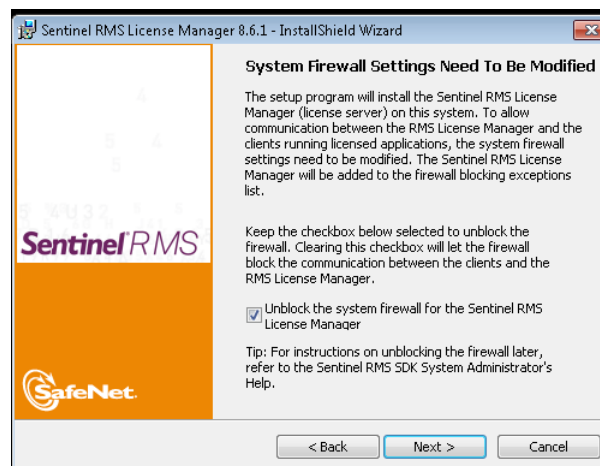 Sentinel RMS License Manager 8.6.1 - InstallShield Wizard
System Firewall Settings Need To Be Modified
The setup program will install the Sentinel RMS License
Manager (license server) on this system. To allow
communication between the RMS License Manager and the
clients running licensed applications, the system firewall
settings need to be modified. The Sentinel RMS License
Manager will be added to the firewall blocking exceptions
list.
Keep the checkbox below selected to unblock the
firewall. Clearing this checkbox will let the firewall
block the communication between the clients and the
RMS License Manager.
Sentinel RMS
Unblock the system firewall for the Sentinel RMS
License Manager
Tip: For instructions on unblocking the firewall later,
refer to the Sentinel RMS SDK System Administrator's
Help.
SafeNet.
< Back
Next >
Cancel